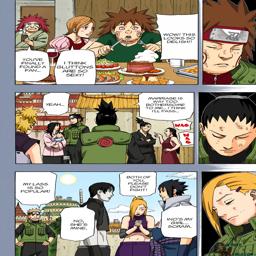 WOW! THIS
LOOKS SO
DELISH!!
I THINK
GLUTTONS
ARE SO
SEXY!
YOU'VE
FINALLY
FOUND A
FAN...
YEAH...
MARRIAGE IS
WAY TOO
BOTHERSOME
TO ME... I THINK
I'LL PASS...
MY LASS
IS SO
POPULAR!
NO,
SHE'S
MINE.
BOTH OF
YOU,
PLEASE
DON'T
FIGHT!
INO'S MY
GIRL,
SCRAM.